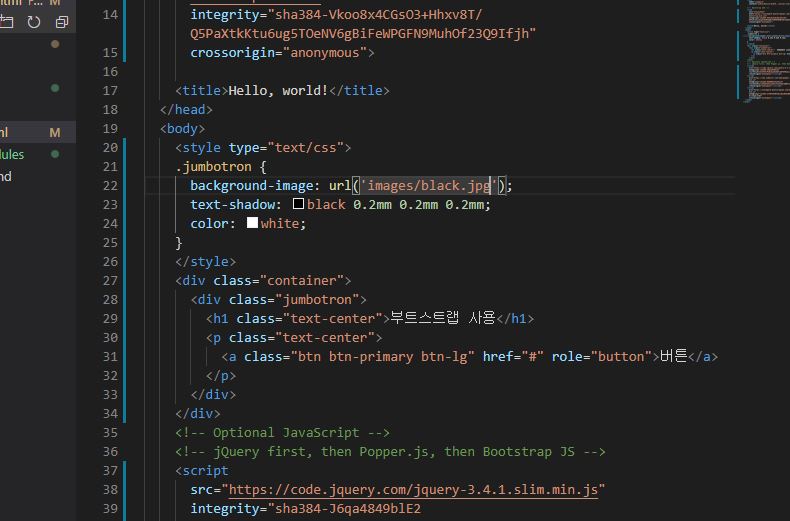 ml P... M
14 integrity="sha384-Vkoo8x4CGsO3+Hhxv8T/
Q5PaXtkKtu6ug5TOeNV6gBiFeWPGFN9MuhOf23Q9Ifjh"
15 crossorigin="anonymous">
16
17 <title>Hello, world!</title>
18 </head>
ml M
19 <body>
dules
20 <style type="text/css">
nd
21 .jumbotron {
22 background-image: url('images/black.jpg');
23 text-shadow: black 0.2mm 0.2mm 0.2mm;
24 color: white;
25 }
26 </style>
27 <div class="container">
28 <div class="jumbotron">
29 <h1 class="text-center">부트스트랩 사용</h1>
30 <p class="text-center">
31 <a class="btn btn-primary btn-lg" href="#" role="button">버튼</a>
32 </p>
33 </div>
34 </div>
35 <!-- Optional JavaScript -->
36 <!-- jQuery first, then Popper.js, then Bootstrap JS -->
37 <script
38 src="https://code.jquery.com/jquery-3.4.1.slim.min.js"
39 integrity="sha384-J6qa4849blE2